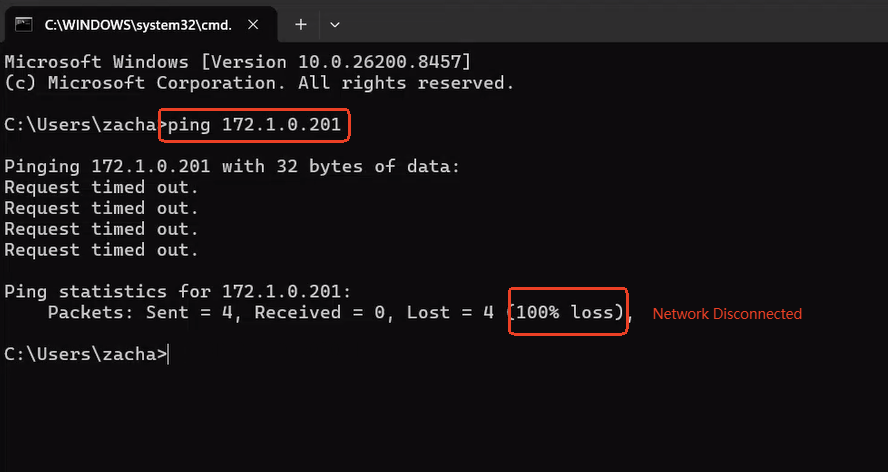 C:\WINDOWS\system32\cmd.
Microsoft Windows [Version 10.0.26200.8457]
(c) Microsoft Corporation. All rights reserved.
C:\Users\zacha>ping 172.1.0.201
Pinging 172.1.0.201 with 32 bytes of data:
Request timed out.
Request timed out.
Request timed out.
Request timed out.
Ping statistics for 172.1.0.201:
Packets: Sent = 4, Received = 0, Lost = 4 (100% loss), Network Disconnected
C:\Users\zacha>